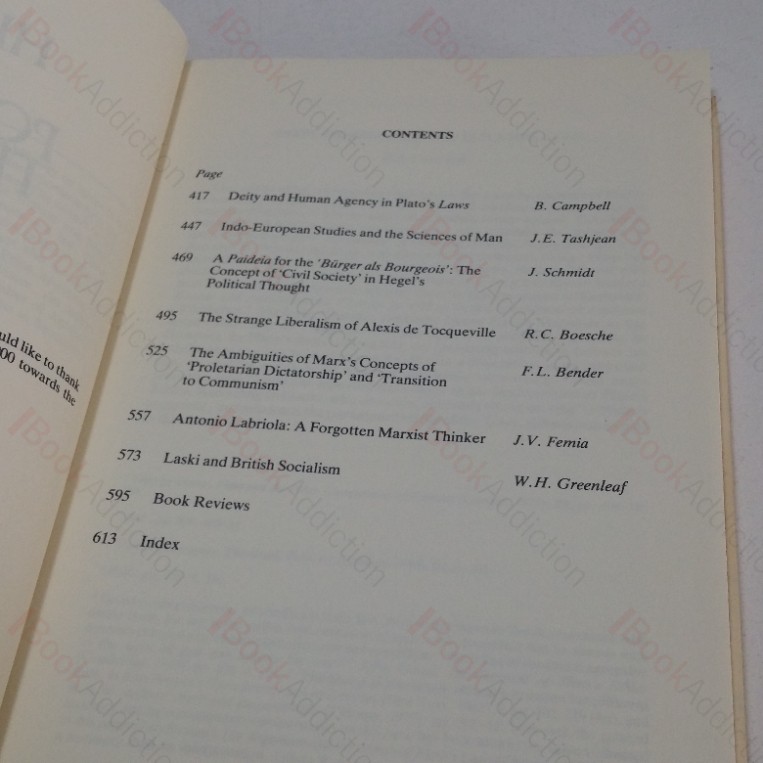 CONTENTS
Page
417 Deity and Human Agency in Plato's Laws B. Campbell
447 Indo-European Studies and the Sciences of Man J.E. Tashjean
469 A Paideia for the 'Bürger als Bourgeois': The
Concept of 'Civil Society' in Hegel's
Political Thought
J. Schmidt
495 The Strange Liberalism of Alexis de Tocqueville R.C. Boesche
525 The Ambiguities of Marx's Concepts of
'Proletarian Dictatorship' and 'Transition
to Communism'
F.L. Bender
557 Antonio Labriola: A Forgotten Marxist Thinker J.V. Femia
573 Laski and British Socialism W.H. Greenleaf
595 Book Reviews
613 Index
uld like to thank
00 towards the
BookAddiction